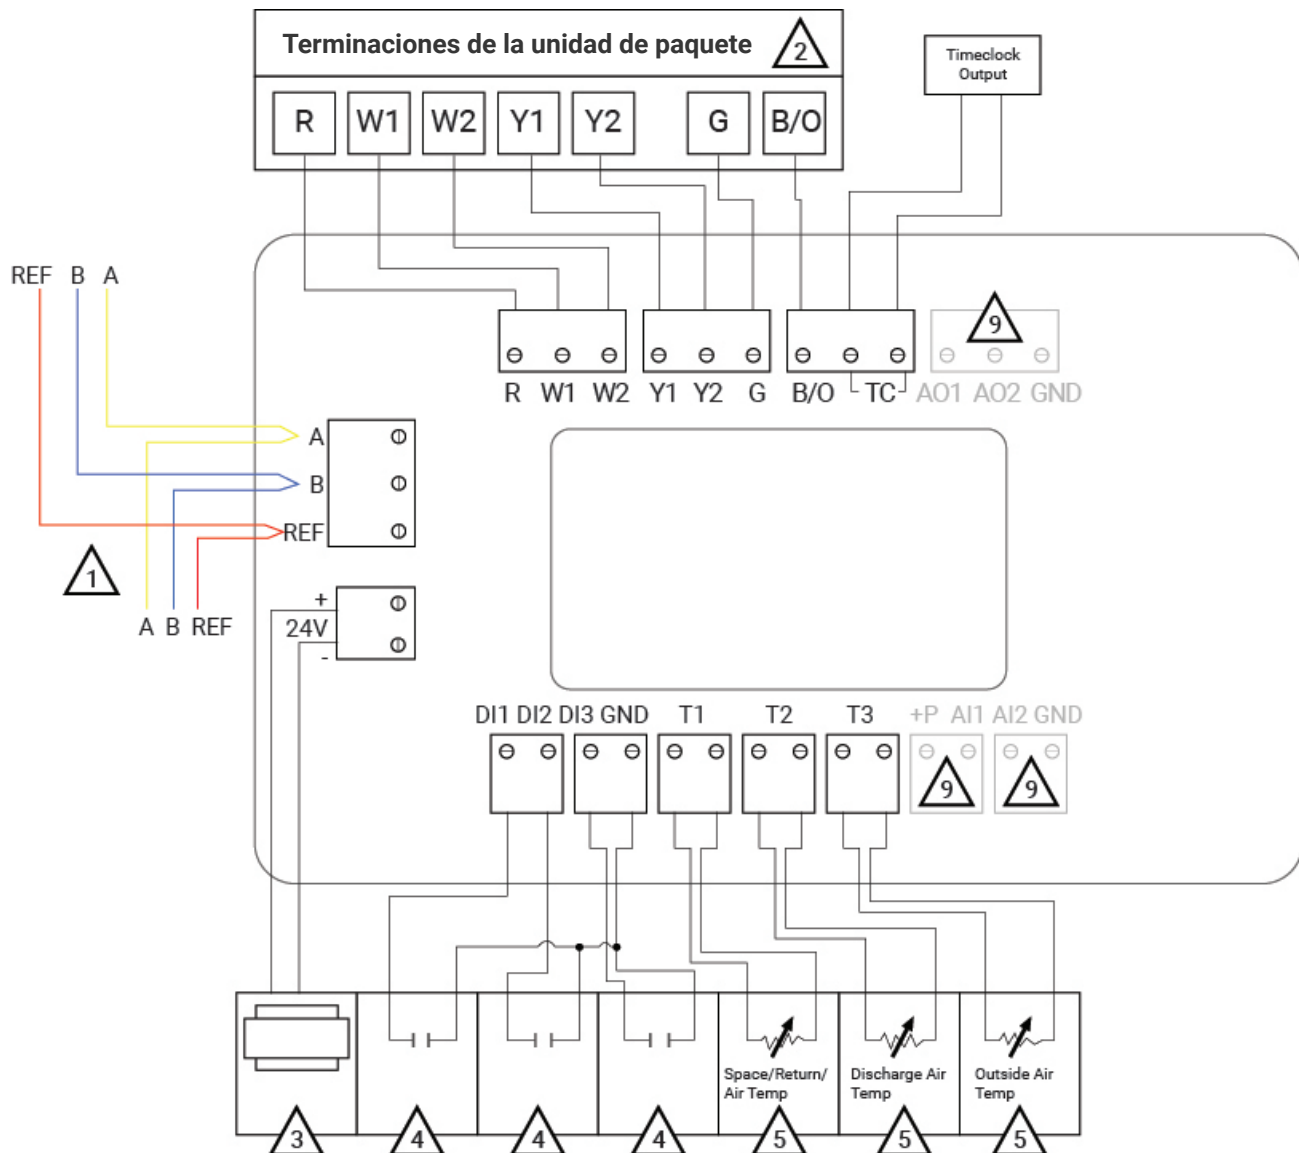 Terminaciones de la unidad de paquete
2
Timeclock
Output
R W1 W2 Y1 Y2 G B/O
REF B A
9
R W1 W2 Y1 Y2 G B/O TC AO1 AO2 GND
A
B
REF
1
+
24V
-
A B REF
DI1 DI2 DI3 GND T1 T2 T3 +P AI1 AI2 GND
9 9
Space/Return/
Air Temp
Discharge Air
Temp
Outside Air
Temp
3 4 4 4 5 5 5